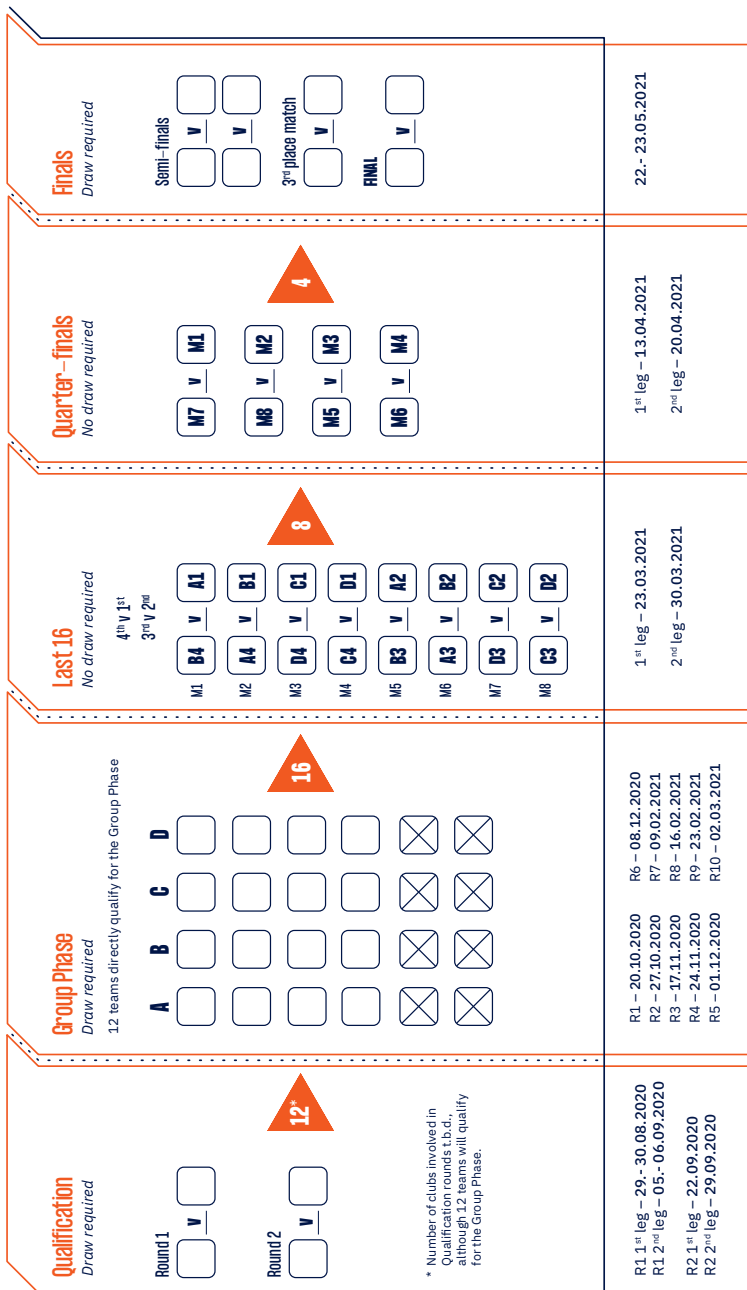 Qualification
Draw required
Round 1
v
Round 2
v
12*
* Number of clubs involved in
Qualification rounds t.b.d.,
although 12 teams will qualify
for the Group Phase.
R1 1st leg – 29.- 30.08.2020
R1 2nd leg – 05.- 06.09.2020
R2 1st leg – 22.09.2020
R2 2nd leg – 29.09.2020
Group Phase
Draw required
12 teams directly qualify for the Group Phase
A B C D
16
R1 – 20.10.2020
R2 – 27.10.2020
R3 – 17.11.2020
R4 – 24.11.2020
R5 – 01.12.2020
R6 – 08.12.2020
R7 – 09.02.2021
R8 – 16.02.2021
R9 – 23.02.2021
R10 – 02.03.2021
Last 16
No draw required
4th v 1st
3rd v 2nd
M1 B4 v A1
M2 A4 v B1
M3 D4 v C1
M4 C4 v D1
M5 B3 v A2
M6 A3 v B2
M7 D3 v C2
M8 C3 v D2
8
1st leg – 23.03.2021
2nd leg – 30.03.2021
Quarter–finals
No draw required
M7 v M1
M8 v M2
M5 v M3
M6 v M4
4
1st leg – 13.04.2021
2nd leg – 20.04.2021
Finals
Draw required
Semi–finals
v
v
3rd place match
v
FINAL
v
22.- 23.05.2021